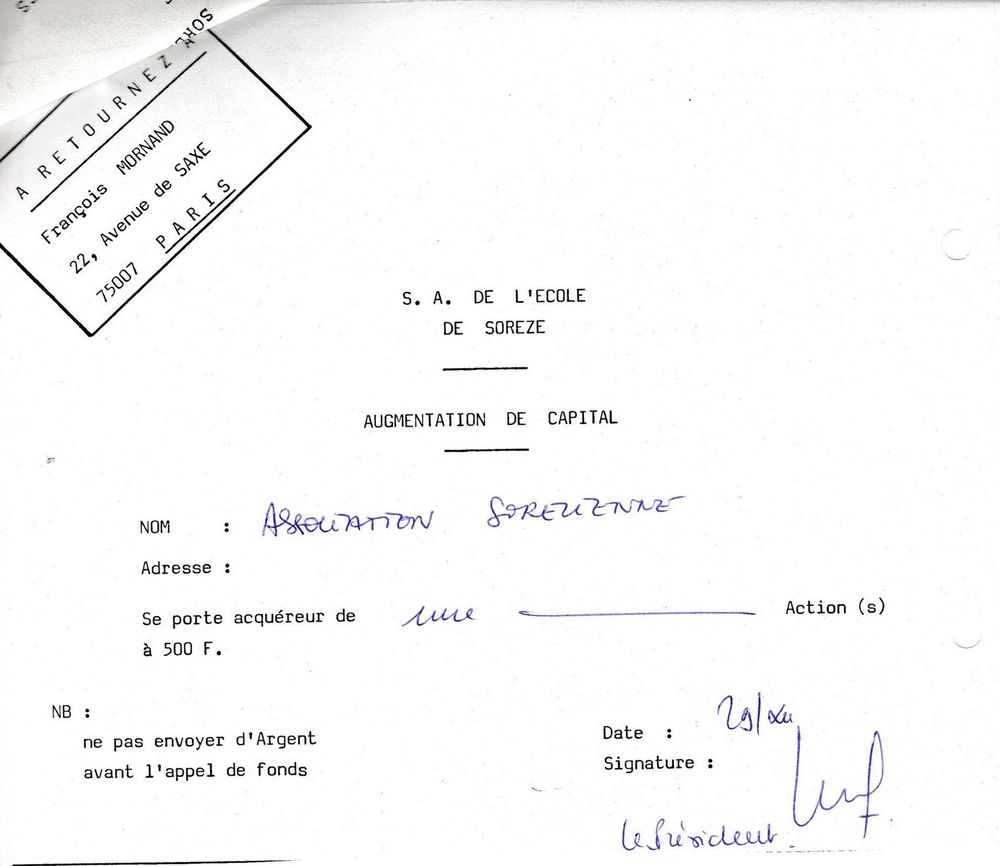 A RETOURNEZ
François MORNAND
22, Avenue de SAXE
75007 PARIS
S. A. DE L'ECOLE
DE SOREZE
AUGMENTATION DE CAPITAL
NOM : ASSOCIATION SOREZIENNE
Adresse :
Se porte acquéreur de une Action (s)
à 500 F.
NB :
ne pas envoyer d'Argent
avant l'appel de fonds
Date : 29/XII
Signature :
Le Président.